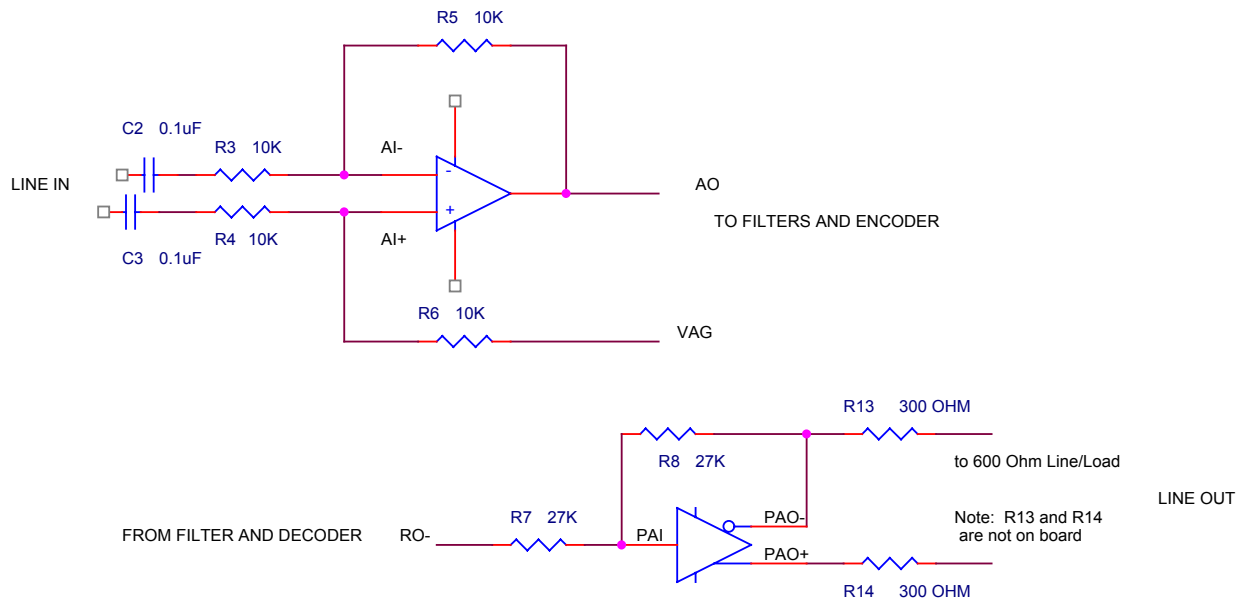 R5 10K
C2 0.1uF
R3 10K
AI-
-
LINE IN
AO
+
TO FILTERS AND ENCODER
R4 10K
AI+
C3 0.1uF
R6 10K
VAG
R13 300 OHM
R8 27K
to 600 Ohm Line/Load
LINE OUT
R7 27K
PAO-
Note: R13 and R14
are not on board
FROM FILTER AND DECODER
RO-
PAI
PAO+
R14 300 OHM